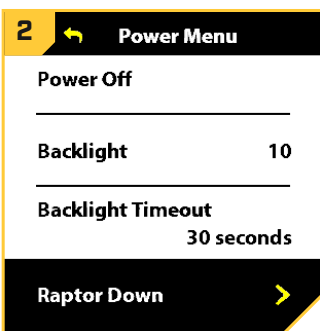 2
Power Menu
Power Off
Backlight 10
Backlight Timeout
30 seconds
Raptor Down